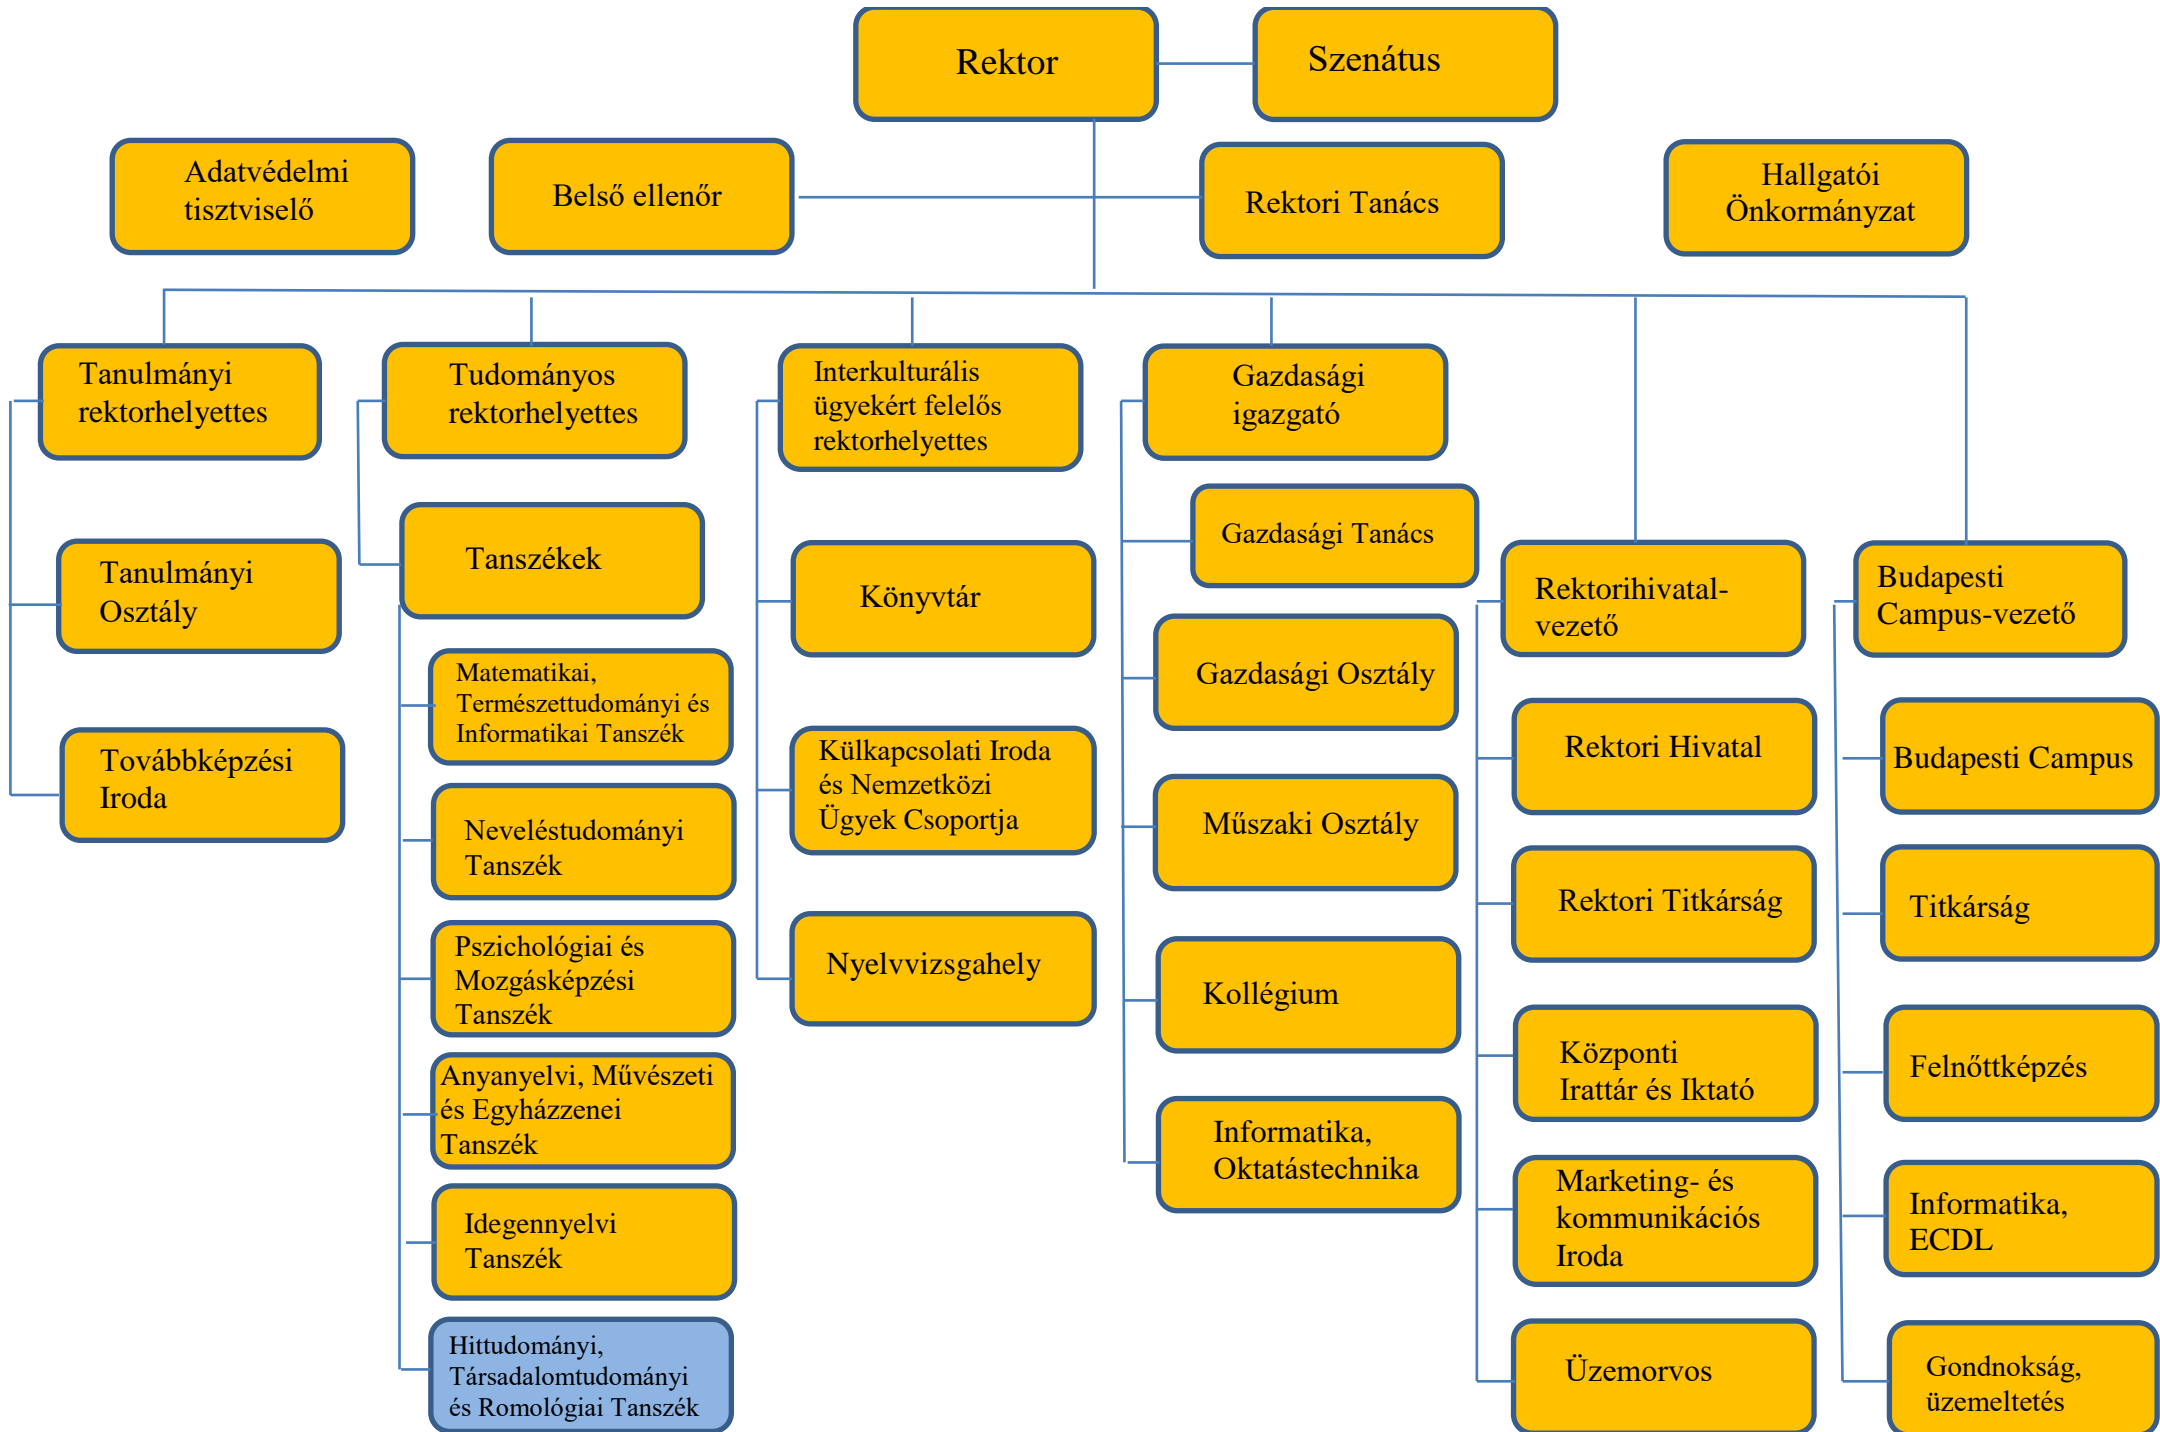 Rektor
Szenátus
Adatvédelmi
tisztviselő
Belső ellenőr
Rektori Tanács
Hallgatói
Önkormányzat
Tanulmányi
rektorhelyettes
Tudományos
rektorhelyettes
Interkulturális
ügyekért felelős
rektorhelyettes
Gazdasági
igazgató
Tanulmányi
Osztály
Továbbképzési
Iroda
Tanszékek
Matematikai,
Természettudományi és
Informatikai Tanszék
Neveléstudományi
Tanszék
Pszichológiai és
Mozgásképzési
Tanszék
Anyanyelvi, Művészeti
és Egyházzenei
Tanszék
Idegennyelvi
Tanszék
Hittudományi,
Társadalomtudományi
és Romológiai Tanszék
Könyvtár
Külkapcsolati Iroda
és Nemzetközi
Ügyek Csoportja
Nyelvvizsgahely
Gazdasági Tanács
Gazdasági Osztály
Műszaki Osztály
Kollégium
Informatika,
Oktatástechnika
Rektorihivatal-
vezető
Rektori Hivatal
Rektori Titkárság
Központi
Irattár és Iktató
Marketing- és
kommunikációs
Iroda
Üzemorvos
Budapesti
Campus-vezető
Budapesti Campus
Titkárság
Felnőttképzés
Informatika,
ECDL
Gondnokság,
üzemeltetés